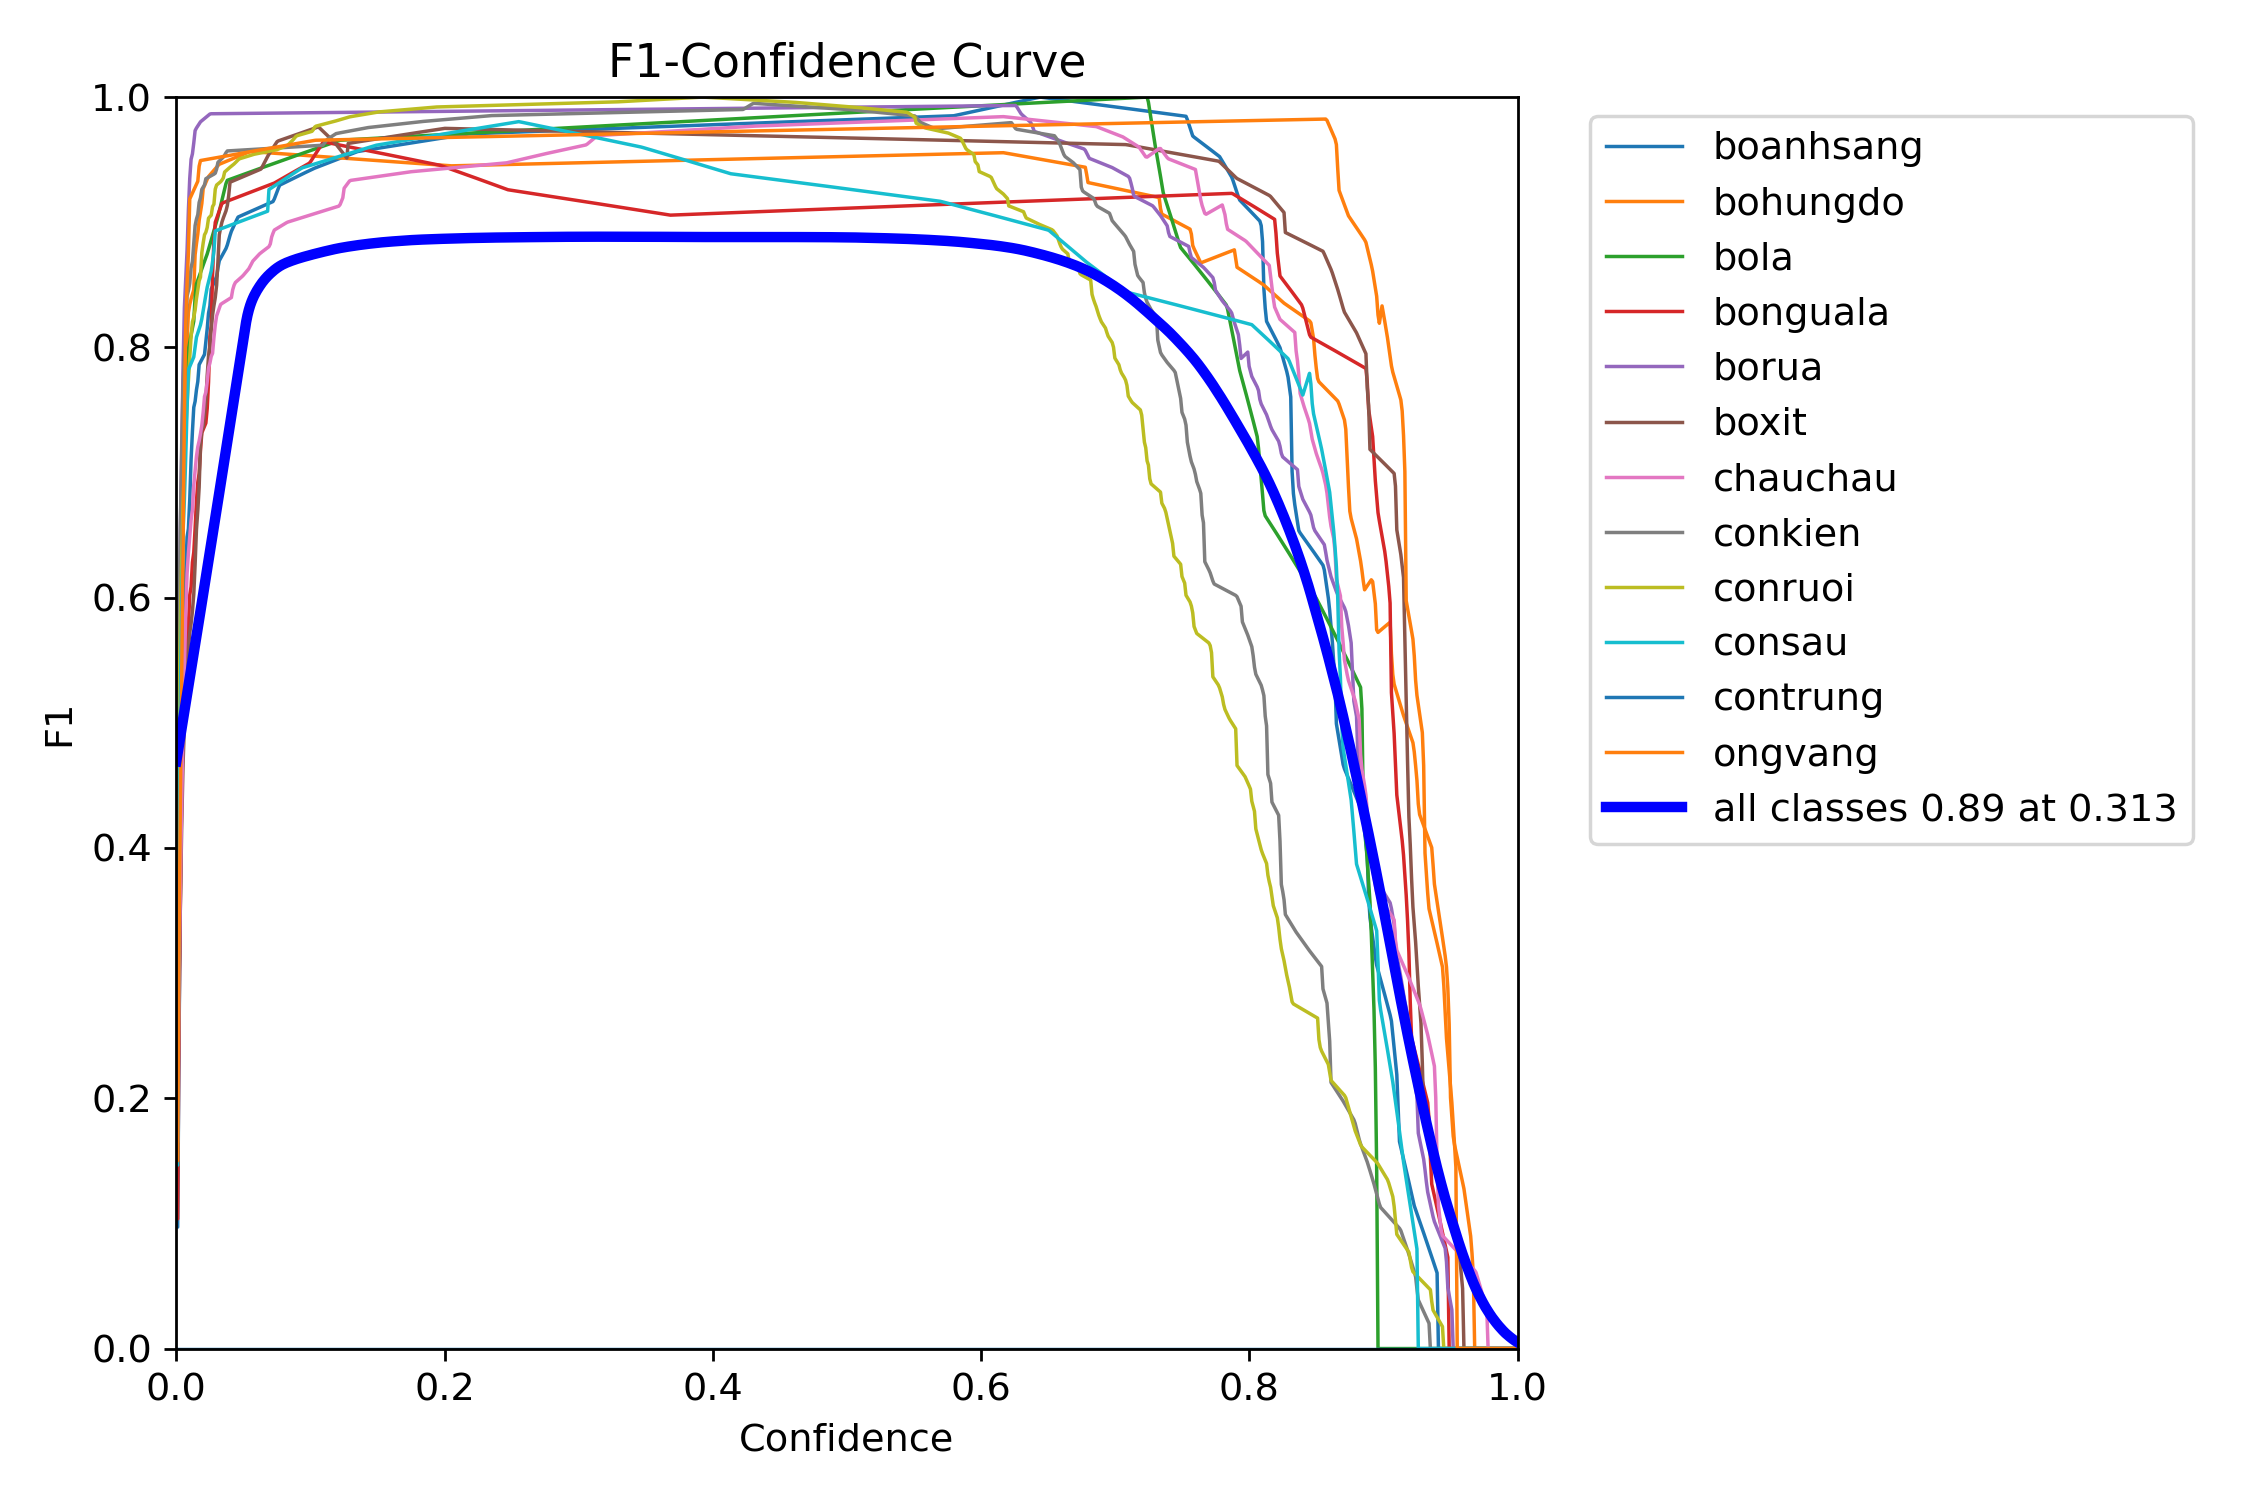 F1-Confidence Curve
1.0
0.8
0.6
0.4
0.2
0.0
F1
0.0 0.2 0.4 0.6 0.8 1.0
Confidence
boanhsang
bohungdo
bola
bonguala
borua
boxit
chauchau
conkien
conruoi
consau
contrung
ongvang
all classes 0.89 at 0.313